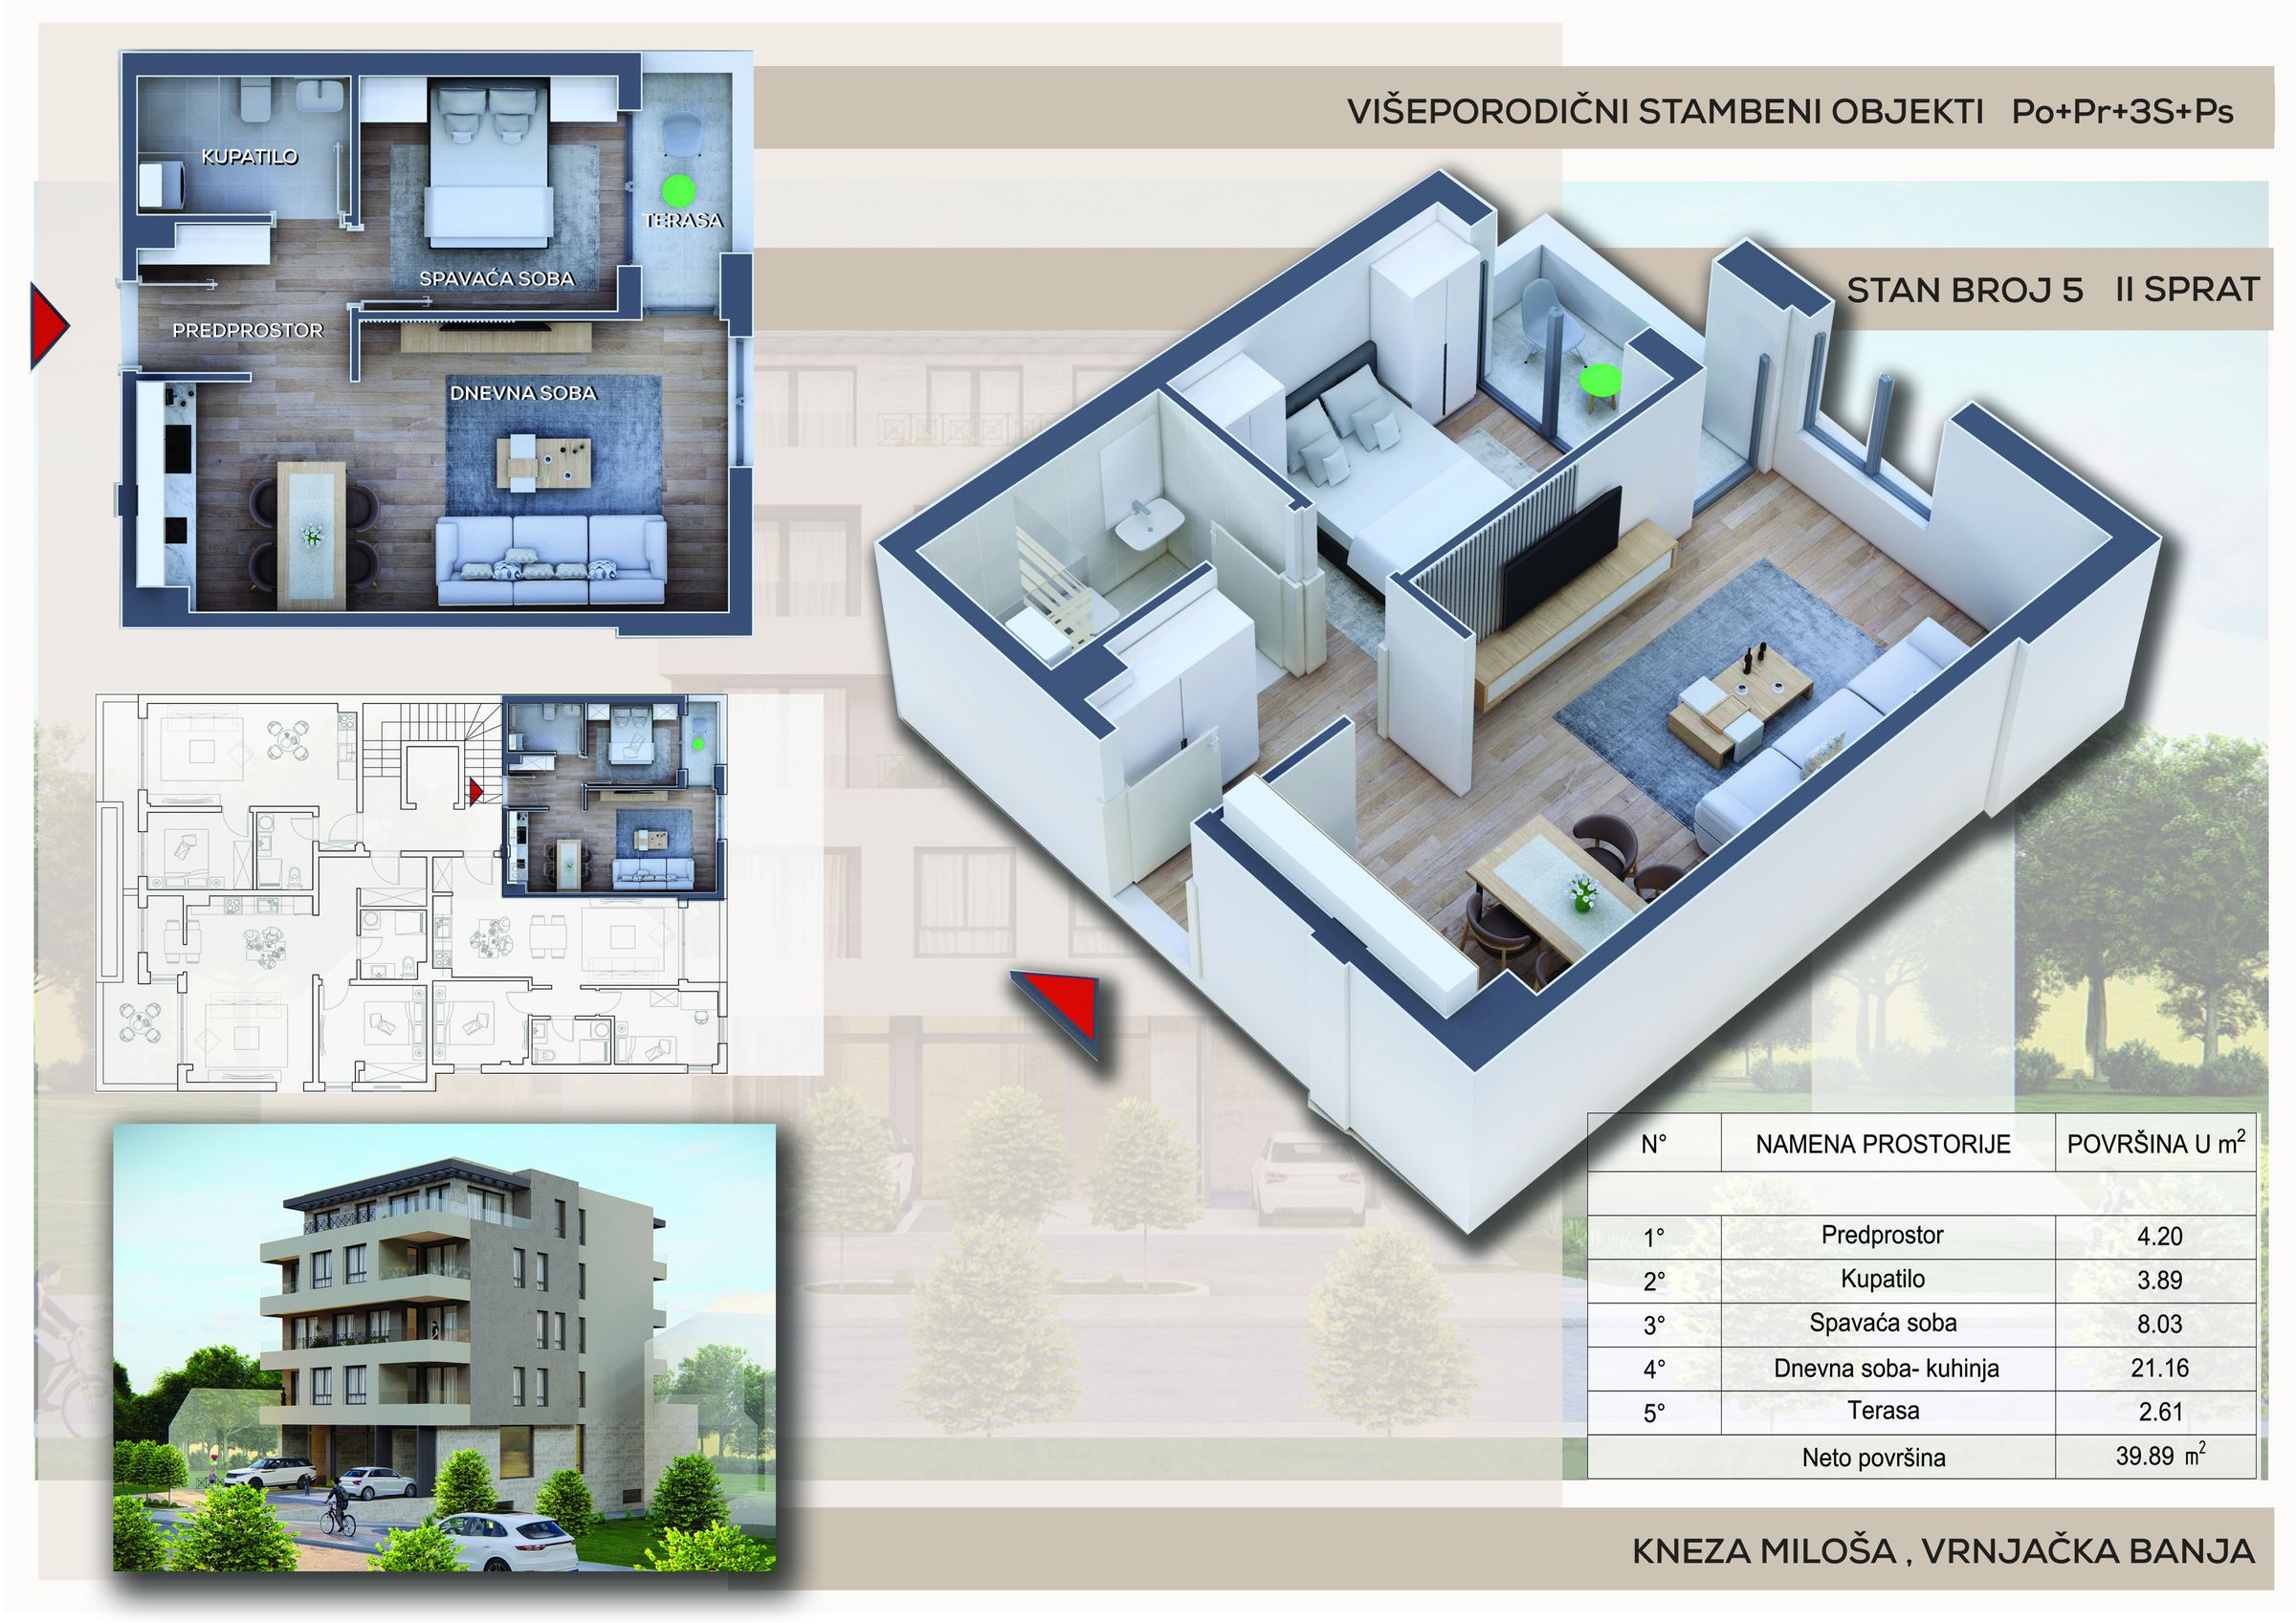 VIŠEPORODIČNI STAMBENI OBJEKTI Po+Pr+3S+Ps
STAN BROJ 5 II SPRAT
KUPATILO
TERASA
SPAVAĆA SOBA
PREDPROSTOR
DNEVNA SOBA
N° NAMENA PROSTORIJE POVRŠINA U m²
1° Predprostor 4.20
2° Kupatilo 3.89
3° Spavaća soba 8.03
4° Dnevna soba- kuhinja 21.16
5° Terasa 2.61
Neto površina 39.89 m²
KNEZA MILOŠA , VRNJAČKA BANJA